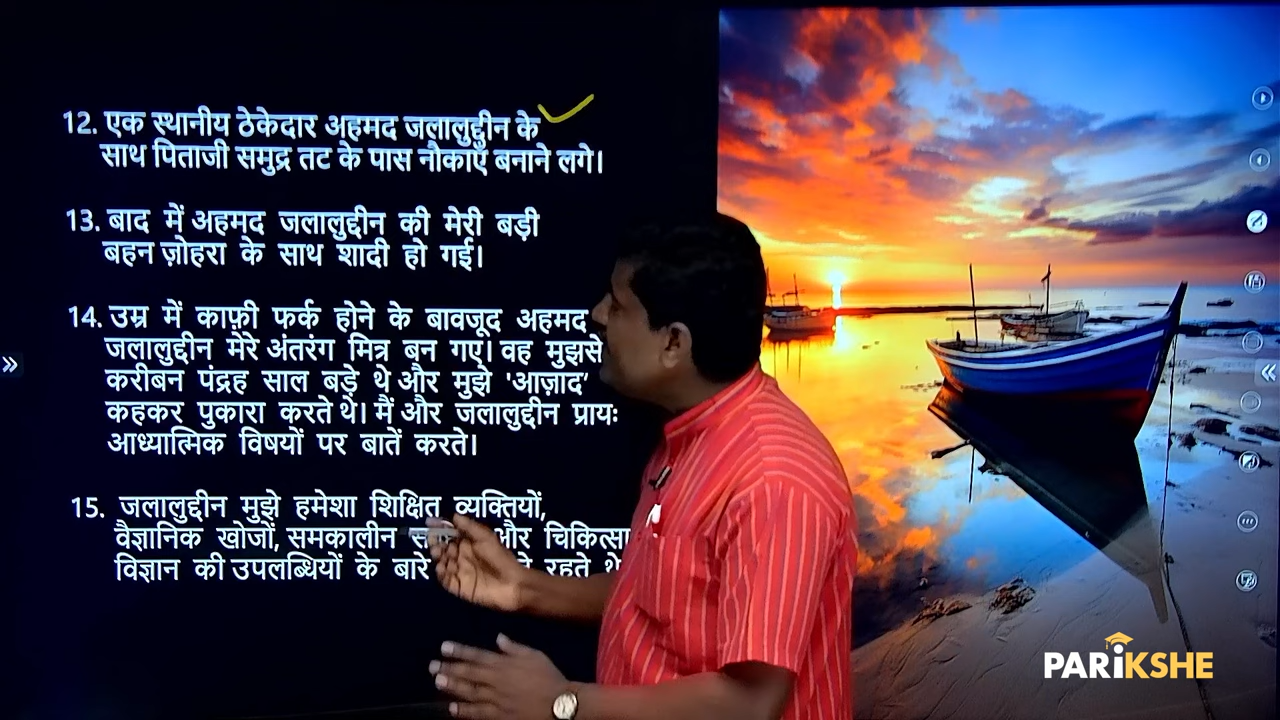 12. एक स्थानीय ठेकेदार अहमद जलालुद्दीन के
साथ पिताजी समुद्र तट के पास नौकाएँ बनाने लगे।
13. बाद में अहमद जलालुद्दीन की मेरी बड़ी
बहन ज़ोहरा के साथ शादी हो गई।
14. उम्र में काफ़ी फर्क होने के बावजूद अहमद
जलालुद्दीन मेरे अंतरंग मित्र बन गए। वह मुझसे
करीबन पंद्रह साल बड़े थे और मुझे 'आज़ाद'
कहकर पुकारा करते थे। मैं और जलालुद्दीन प्रायः
आध्यात्मिक विषयों पर बातें करते।
15. जलालुद्दीन मुझे हमेशा शिक्षित व्यक्तियों,
वैज्ञानिक खोजों, समकालीन और चिकित्सा
विज्ञान की उपलब्धियों के बारे रहते थे
PARiKSHE